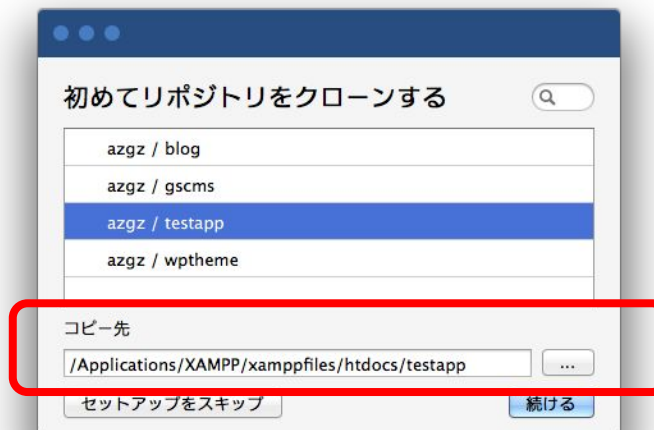 初めてリポジトリをクローンする
azgz / blog
azgz / gscms
azgz / testapp
azgz / wptheme
コピー先
/Applications/XAMPP/xamppfiles/htdocs/testapp
...
セットアップをスキップ
続ける